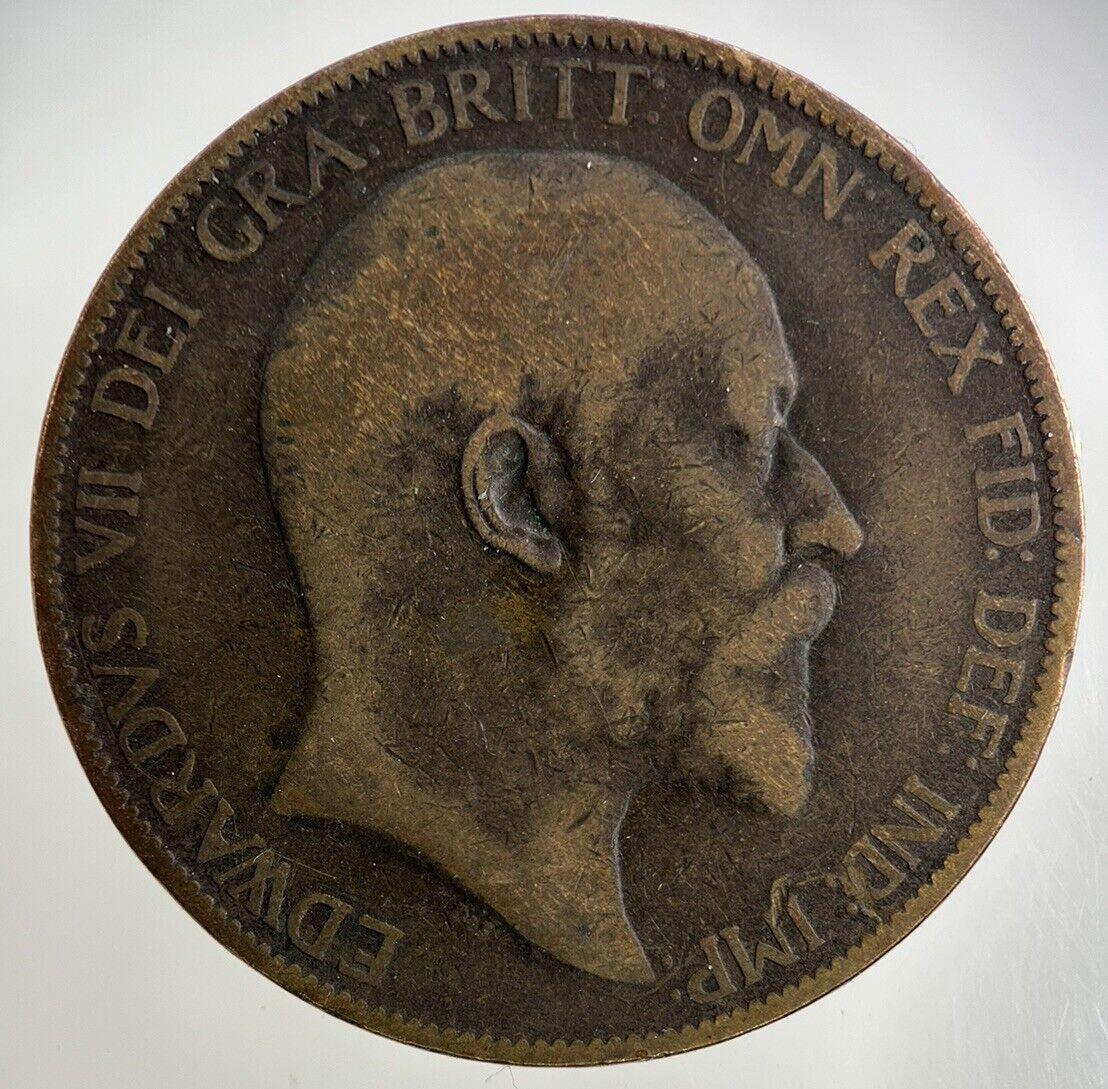 EDWARDVS VII DEI GRA: BRITT: OMN: REX FID: DEF: IND: IMP: